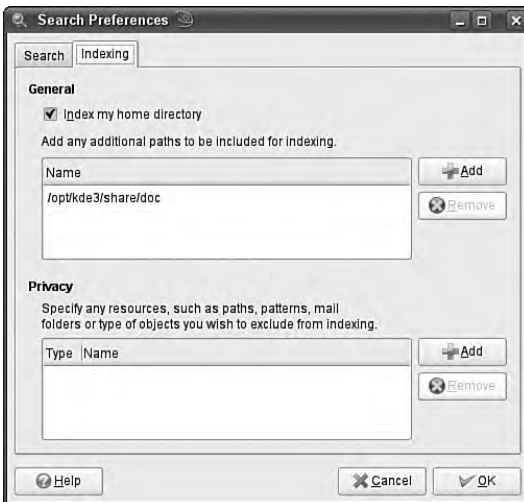 Search Preferences
Search Indexing
General
Index my home directory
Add any additional paths to be included for indexing.
Name
Add
/opt/kde3/share/doc
Remove
Privacy
Specify any resources, such as paths, patterns, mail
folders or type of objects you wish to exclude from indexing.
Type Name
Add
Remove
Help Cancel OK